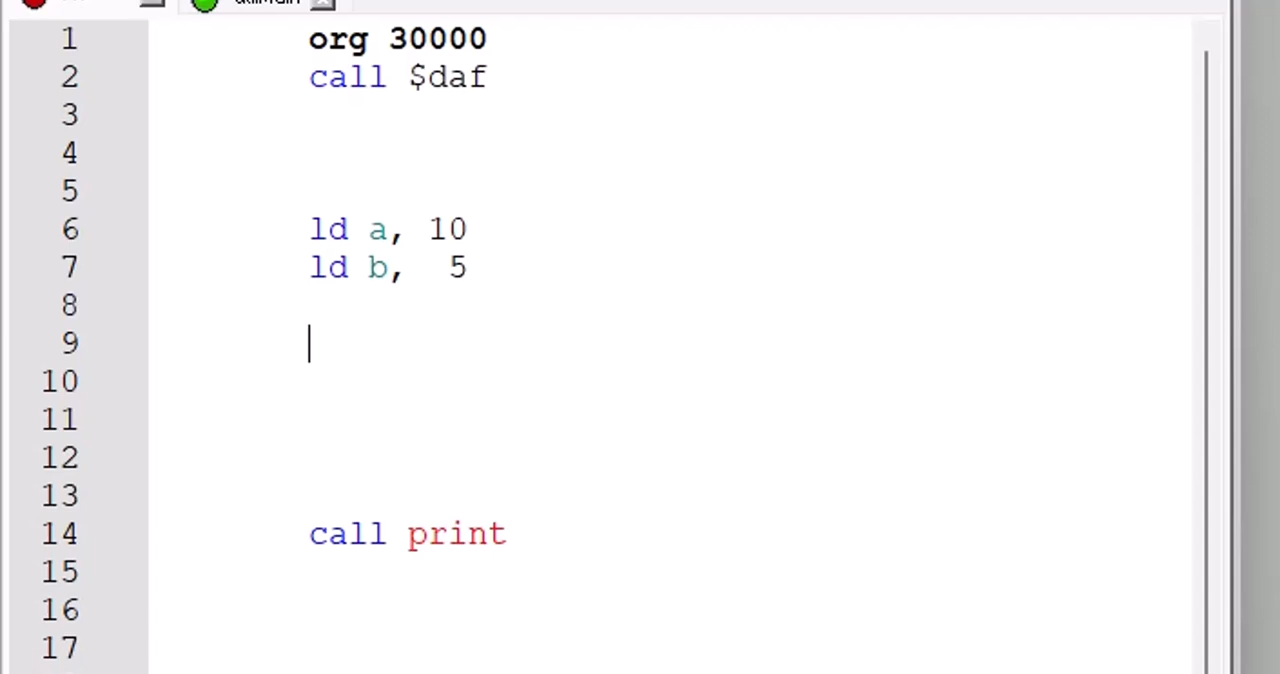 1 org 30000
2 call $daf
3
4
5
6 ld a, 10
7 ld b,  5
8
9
10
11
12
13
14 call print
15
16
17